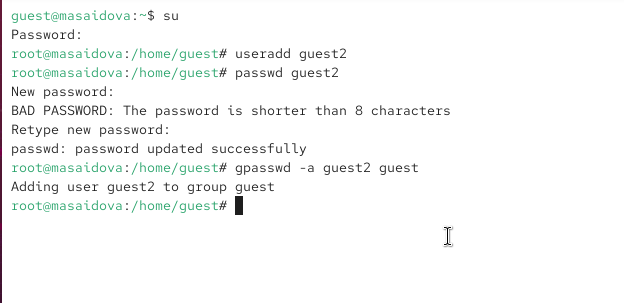 guest@masaidova:~$ su
Password:
root@masaidova:/home/guest# useradd guest2
root@masaidova:/home/guest# passwd guest2
New password:
BAD PASSWORD: The password is shorter than 8 characters
Retype new password:
passwd: password updated successfully
root@masaidova:/home/guest# gpasswd -a guest2 guest
Adding user guest2 to group guest
root@masaidova:/home/guest#